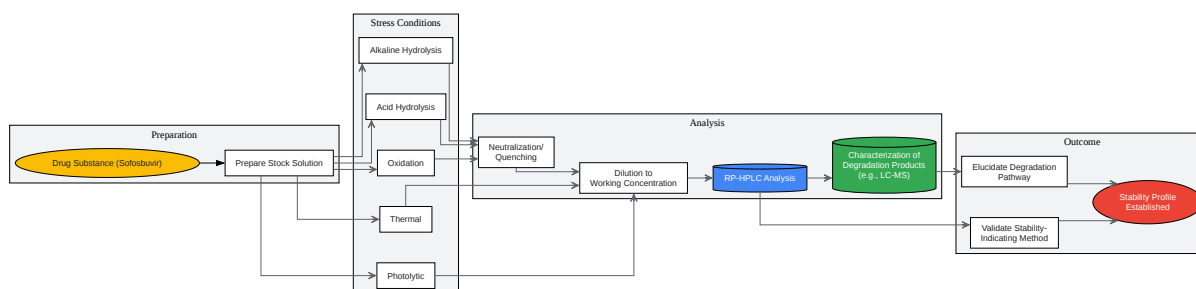 Stress Conditions
Alkaline Hydrolysis
Acid Hydrolysis
Oxidation
Thermal
Photolytic
Preparation
Drug Substance (Sofosbuvir)
Prepare Stock Solution
Analysis
Neutralization/
Quenching
Dilution to
Working Concentration
RP-HPLC Analysis
Characterization of
Degradation Products
(e.g., LC-MS)
Outcome
Elucidate Degradation
Pathway
Validate Stability-
Indicating Method
Stability Profile
Established